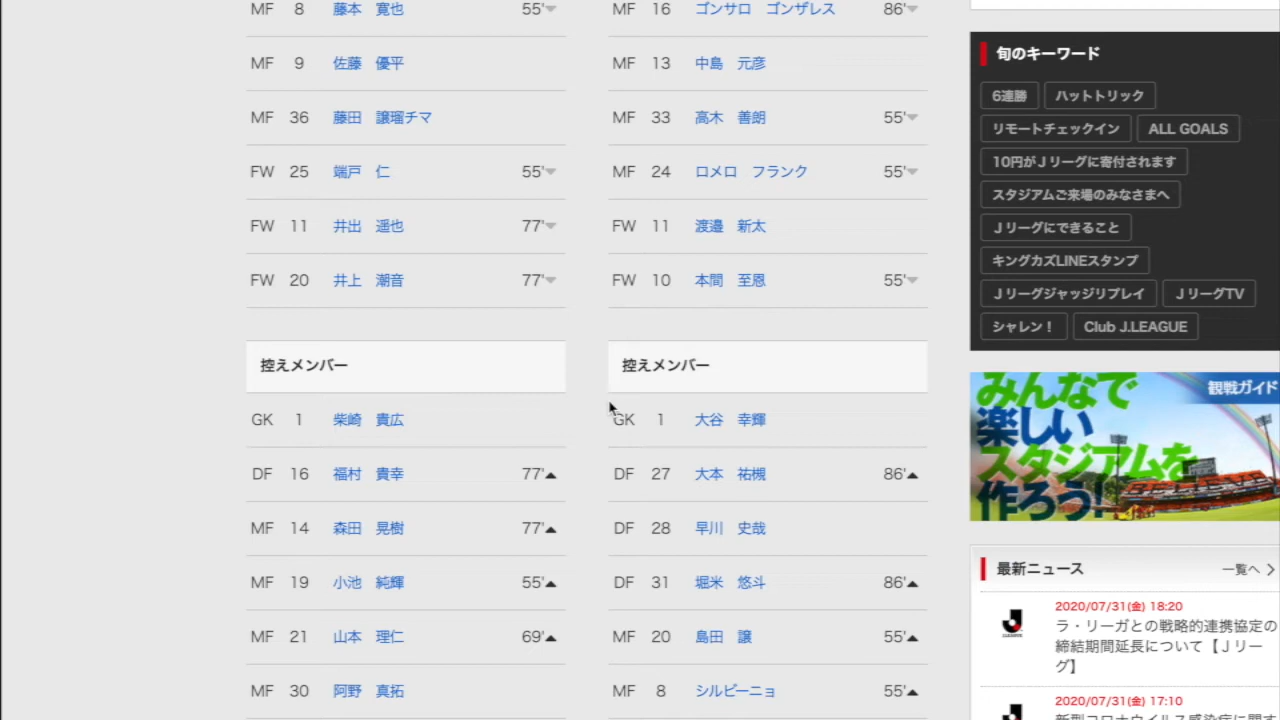 MF 8 藤本 寛也 55'
MF 9 佐藤 優平
MF 36 藤田 譲瑠チマ
FW 25 端戸 仁 55'
FW 11 井出 遥也 77'
FW 20 井上 潮音 77'
控えメンバー
GK 1 柴崎 貴広
DF 16 福村 貴幸 77'
MF 14 森田 晃樹 77'
MF 19 小池 純輝 55'
MF 21 山本 理仁 69'
MF 30 阿野 真拓
MF 16 ゴンサロ ゴンザレス 86'
MF 13 中島 元彦
MF 33 高木 善朗 55'
MF 24 ロメロ フランク 55'
FW 11 渡邉 新太
FW 10 本間 至恩 55'
控えメンバー
GK 1 大谷 幸輝
DF 27 大本 祐槻 86'
DF 28 早川 史哉
DF 31 堀米 悠斗 86'
MF 20 島田 譲 55'
MF 8 シルビーニョ 55'
旬のキーワード
6連勝 ハットトリック
リモートチェックイン ALL GOALS
10円がJリーグに寄付されます
スタジアムご来場のみなさまへ
Jリーグにできること
キングカズLINEスタンプ
Jリーグジャッジリプレイ JリーグTV
シャレン！ Club J.LEAGUE
みんなで
楽しい
スタジアムを
作ろう!
観戦ガイド
最新ニュース 一覧へ
2020/07/31(金) 18:20
ラ・リーガとの戦略的連携協定の
締結期間延長について【Jリー
グ】
2020/07/31(金) 17:10
新型コロナウイルス感染症に関す